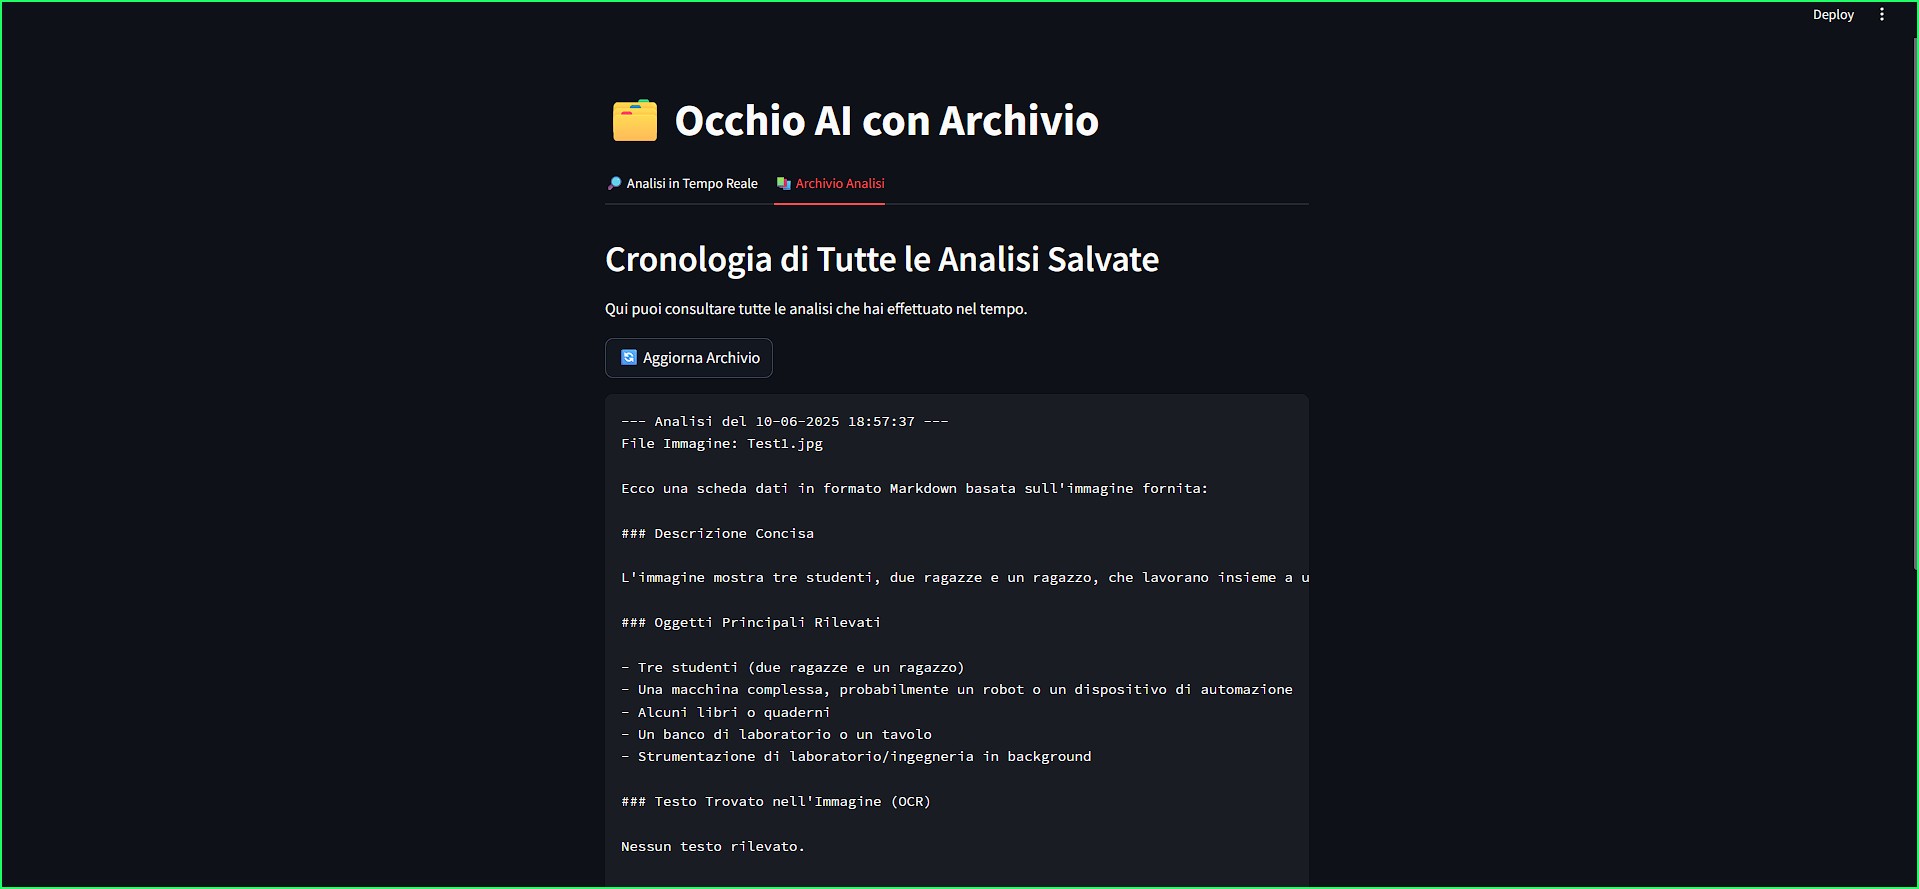 Deploy
Occhio AI con Archivio
Analisi in Tempo Reale
Archivio Analisi
Cronologia di Tutte le Analisi Salvate
Qui puoi consultare tutte le analisi che hai effettuato nel tempo.
Aggiorna Archivio
--- Analisi del 10-06-2025 18:57:37 ---
File Immagine: Test1.jpg
Ecco una scheda dati in formato Markdown basata sull'immagine fornita:
### Descrizione Concisa
L'immagine mostra tre studenti, due ragazze e un ragazzo, che lavorano insieme a u
### Oggetti Principali Rilevati
- Tre studenti (due ragazze e un ragazzo)
- Una macchina complessa, probabilmente un robot o un dispositivo di automazione
- Alcuni libri o quaderni
- Un banco di laboratorio o un tavolo
- Strumentazione di laboratorio/ingegneria in background
### Testo Trovato nell'Immagine (OCR)
Nessun testo rilevato.